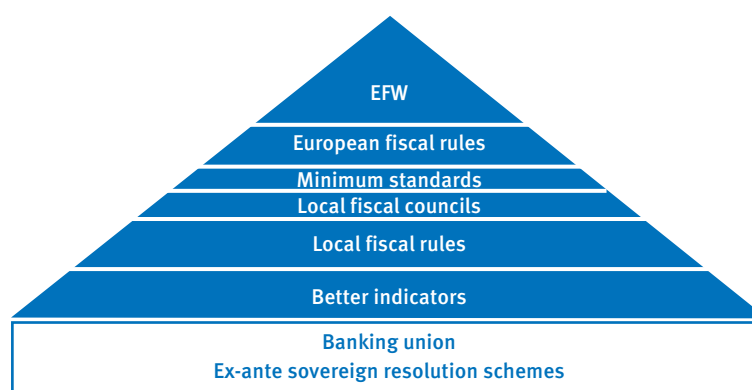 EFW
European fiscal rules
Minimum standards
Local fiscal councils
Local fiscal rules
Better indicators
Banking union
Ex-ante sovereign resolution schemes